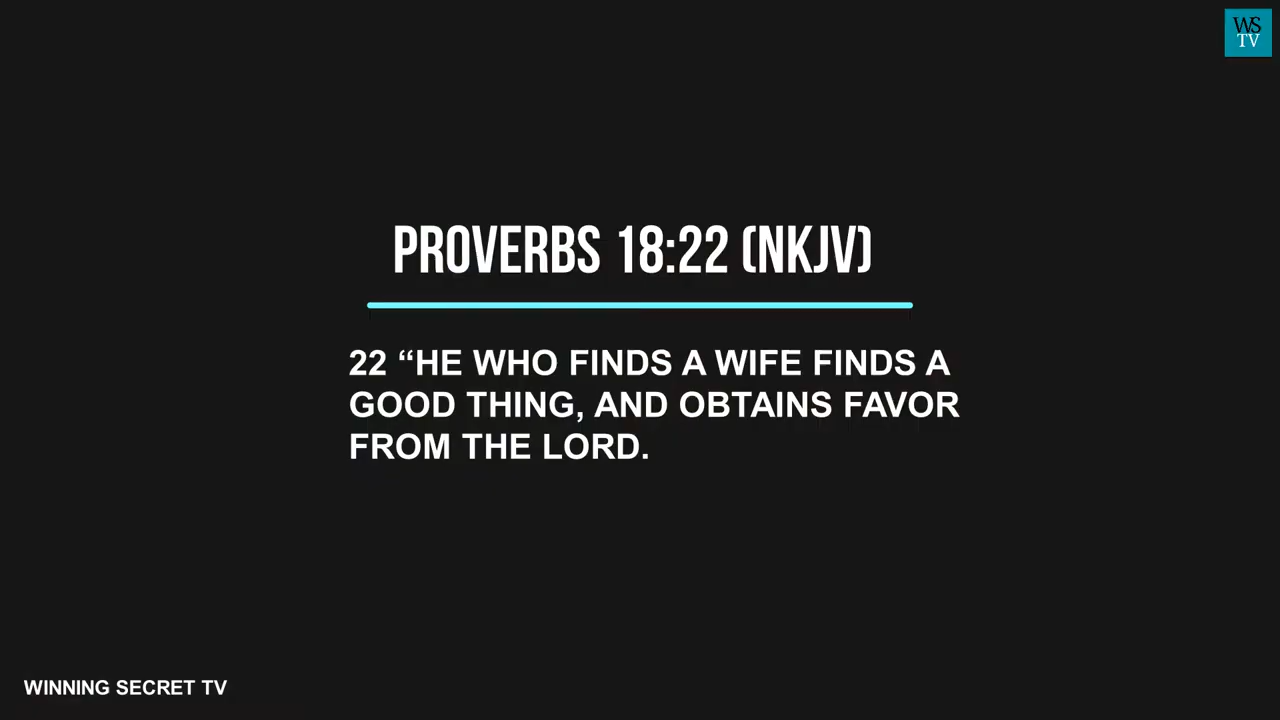 WS
TV
PROVERBS 18:22 (NKJV)
22 “HE WHO FINDS A WIFE FINDS A
GOOD THING, AND OBTAINS FAVOR
FROM THE LORD.
WINNING SECRET TV